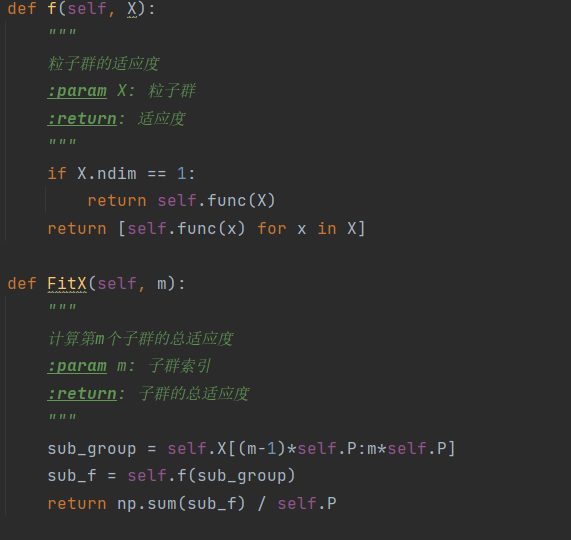 def f(self, X):
    """
    粒子群的适应度
    :param X: 粒子群
    :return: 适应度
    """
    if X.ndim == 1:
        return self.func(X)
    return [self.func(x) for x in X]
def FitX(self, m):
    """
    计算第m个子群的总适应度
    :param m: 子群索引
    :return: 子群的总适应度
    """
    sub_group = self.X[(m-1)*self.P:m*self.P]
    sub_f = self.f(sub_group)
    return np.sum(sub_f) / self.P